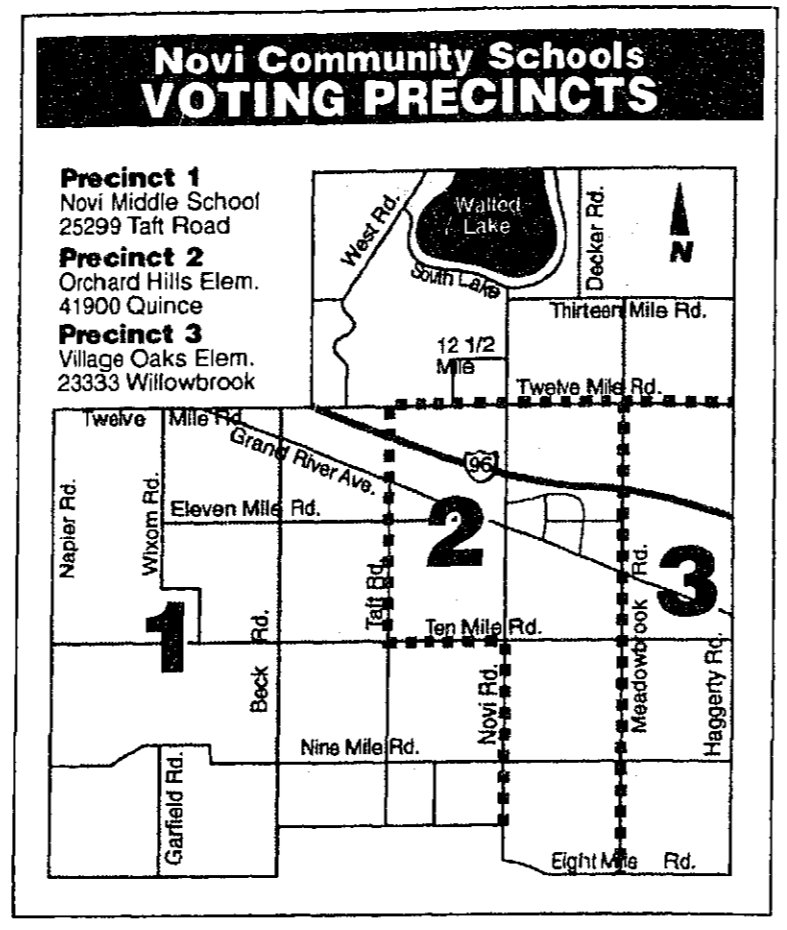 Novi Community Schools
VOTING PRECINCTS
Precinct 1
Novi Middle School
25299 Taft Road
Precinct 2
Orchard Hills Elem.
41900 Quince
Precinct 3
Village Oaks Elem.
23333 Willowbrook
West Rd.
Walled
Lake
South Lake
Decker Rd.
N
Thirteen Mile Rd.
12 1/2
Mile
Twelve Mile Rd.
Twelve Mile Rd.
Grand River Ave.
96
Napier Rd.
Wixom Rd.
Eleven Mile Rd.
2
3
1
Taft Rd.
Ten Mile Rd.
Beck Rd.
Novi Rd.
Meadowbrook Rd.
Haggerty Rd.
Nine Mile Rd.
Garfield Rd.
Eight Mile Rd.